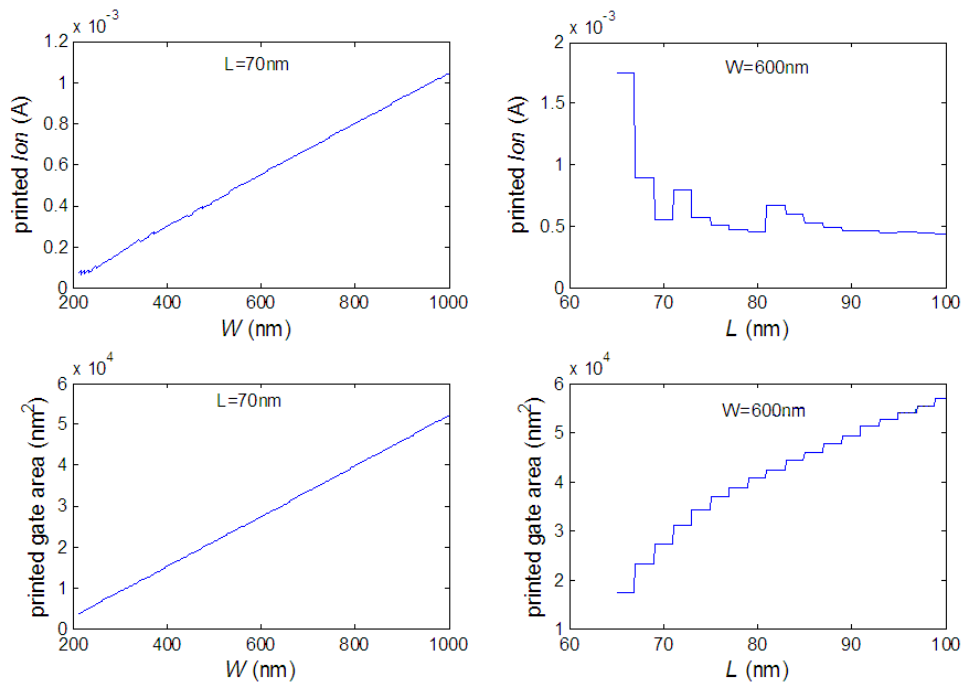 x 10^-3
1.2
1
0.8
0.6
0.4
0.2
0
L=70nm
printed Ion (A)
200 400 600 800 1000
W (nm)
x 10^-3
2
1.5
1
0.5
0
W=600nm
printed Ion (A)
60 70 80 90 100
L (nm)
x 10^4
6
5
4
3
2
1
0
L=70nm
printed gate area (nm²)
200 400 600 800 1000
W (nm)
x 10^4
6
5
4
3
2
1
W=600nm
printed gate area (nm²)
60 70 80 90 100
L (nm)